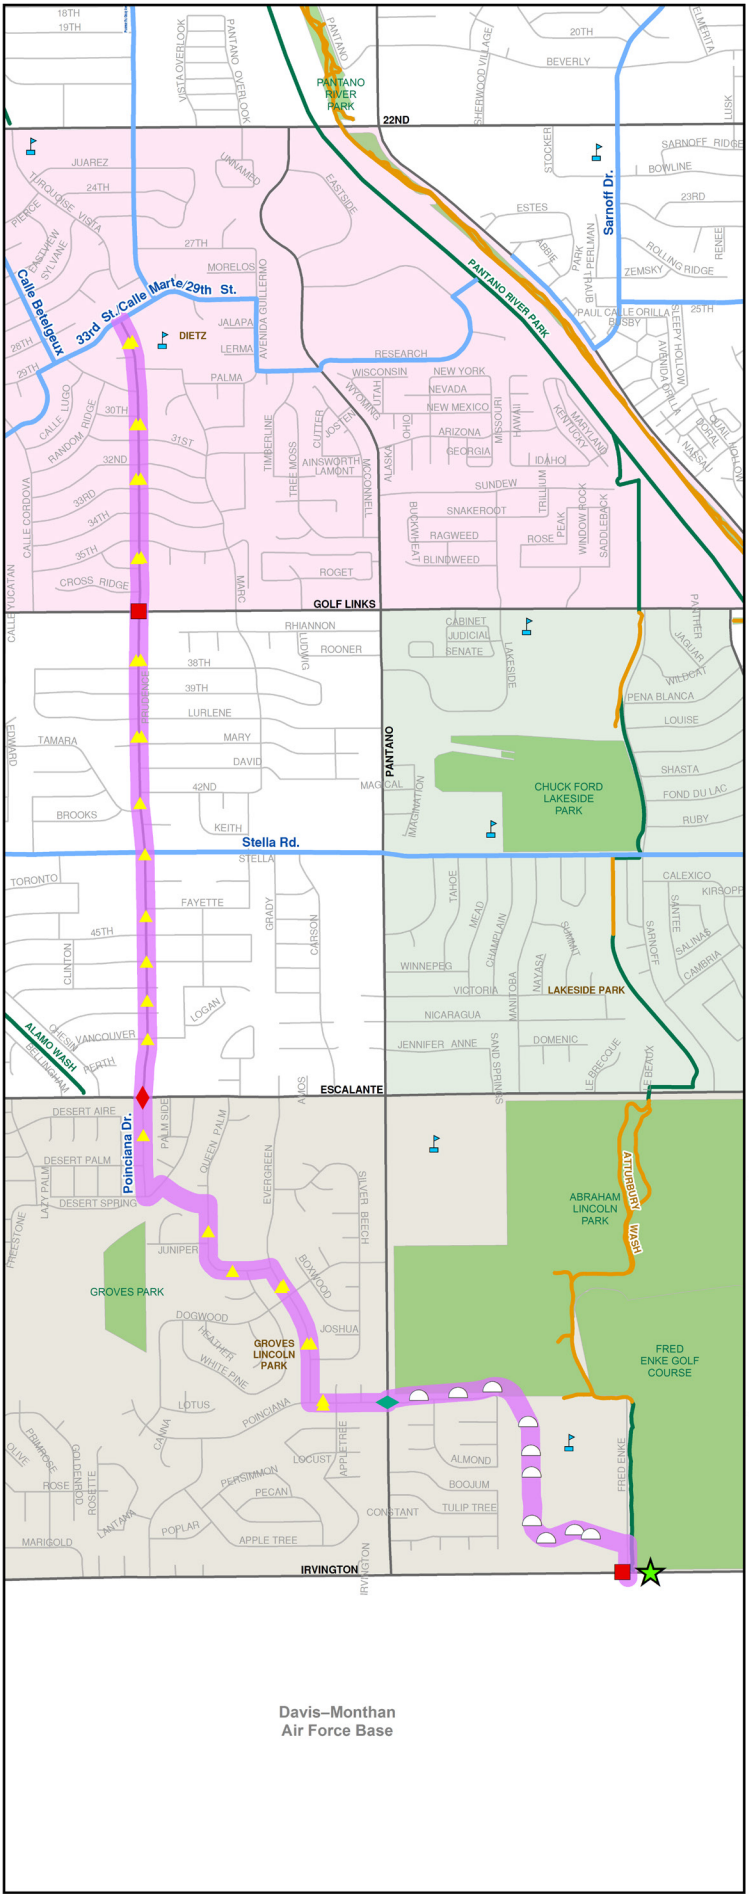 18TH
19TH
VISTA OVERLOOK
PANTANO OVERLOOK
PANTANO
PANTANO
RIVER
PARK
20TH
BEVERLY
SHERWOOD VILLAGE
ELMERITA
LUSK
22ND
JUAREZ
UNNAMED
24TH
TURQUOISE VISTA
PIERCE
EASTVIEW
SYLVANE
EASTSIDE
STOCKER
SARNOFF RIDGE
BOWLINE
Sarnoff Dr.
23RD
ESTES
ABRIE
PARK
PERLMAN
TRAUB
RENEE
ROLLING RIDGE
ZEMSKY
27TH
MORELOS
PANTANO RIVER PARK
Calle Betelgeux
33rd St./Calle Marte/29th St.
AVENIDA GUILLERMO
JALAPA
LERMA
DIETZ
28TH
29TH
PAUL
CALLE ORILLA
BUSBY
25TH
SLEEPY HOLLOW
AVENIDA ORILLA
RESEARCH
PALMA
WISCONSIN
NEW YORK
WYOMING
UTAH
NEVADA
NEW MEXICO
MISSOURI
HAWAII
MARYLAND
KENTUCKY
QUAIL
DORAL
NASSAU
HOLLOW
CALLE LUGO
30TH
RANDOM RIDGE
31ST
TIMBERLINE
CUTTER
JOSTEN
OHIO
ARIZONA
GEORGIA
ALASKA
IDAHO
32ND
TREE MOSS
AINSWORTH
LAMONT
MCCONNELL
CALLE CORDOVA
33RD
34TH
35TH
SUNDEW
SNAKEROOT
TRILLIUM
BUCKWHEAT
RAGWEED
BLINDWEED
ROSE
PEAK
WINDOW ROCK
SADDLEBACK
CROSS RIDGE
MARC
ROGET
CALLE YUCATAN
GOLF LINKS
PANTHER
RHIANNON
LUDWIG
ROONER
CABINET
JUDICIAL
SENATE
LAKESIDE
JAGUAR
WILDCAT
38TH
39TH
PRUDENCE
LURLENE
PENA BLANCA
LOUISE
EDWARD
TAMARA
MARY
DAVID
PANTANO
SHASTA
42ND
MAGICAL
IMAGINATION
CHUCK FORD
LAKESIDE
PARK
FOND DU LAC
RUBY
BROOKS
KEITH
Stella Rd.
STELLA
TORONTO
CALEXICO
KIRSOPP
FAYETTE
GRADY
CARSON
TAHOE
MEAD
CHAMPLAIN
SUMMIT
SARNOFF
SANTEE
SALINAS
CAMBRIA
45TH
CLINTON
WINNEPEG
NAYASA
VICTORIA
MANITOBA
LAKESIDE PARK
LOGAN
NICARAGUA
ALAMO WASH
CHESIN
VANCOUVER
BELLINGHAM
PERTH
JENNIFER ANNE
SAND SPRINGS
DOMENIC
LE BRECQUE
LE BEAUX
AMOS
ESCALANTE
DESERT AIRE
Poinciana Dr.
PALM SIDE
QUEEN PALM
EVERGREEN
DESERT PALM
LAZY PALM
DESERT SPRING
SILVER BEECH
ATTURBURY WASH
ABRAHAM
LINCOLN
PARK
FREESTONE
JUNIPER
BOXWOOD
GROVES PARK
DOGWOOD
HEATHER
WHITE PINE
JOSHUA
GROVES
LINCOLN
PARK
FRED
ENKE GOLF
COURSE
LOTUS
POINCIANA
CANNA
PRIMROSE
OLIVE
GOLDENROD
ROSETTE
ROSE
LOCUST
APPLETREE
ALMOND
FRED ENKE
PERSIMMON
PECAN
BOOJUM
TULIP TREE
CONSTANT
LANTANA
POPLAR
APPLE TREE
MARIGOLD
IRVINGTON
IRVINGTON
Davis–Monthan
Air Force Base